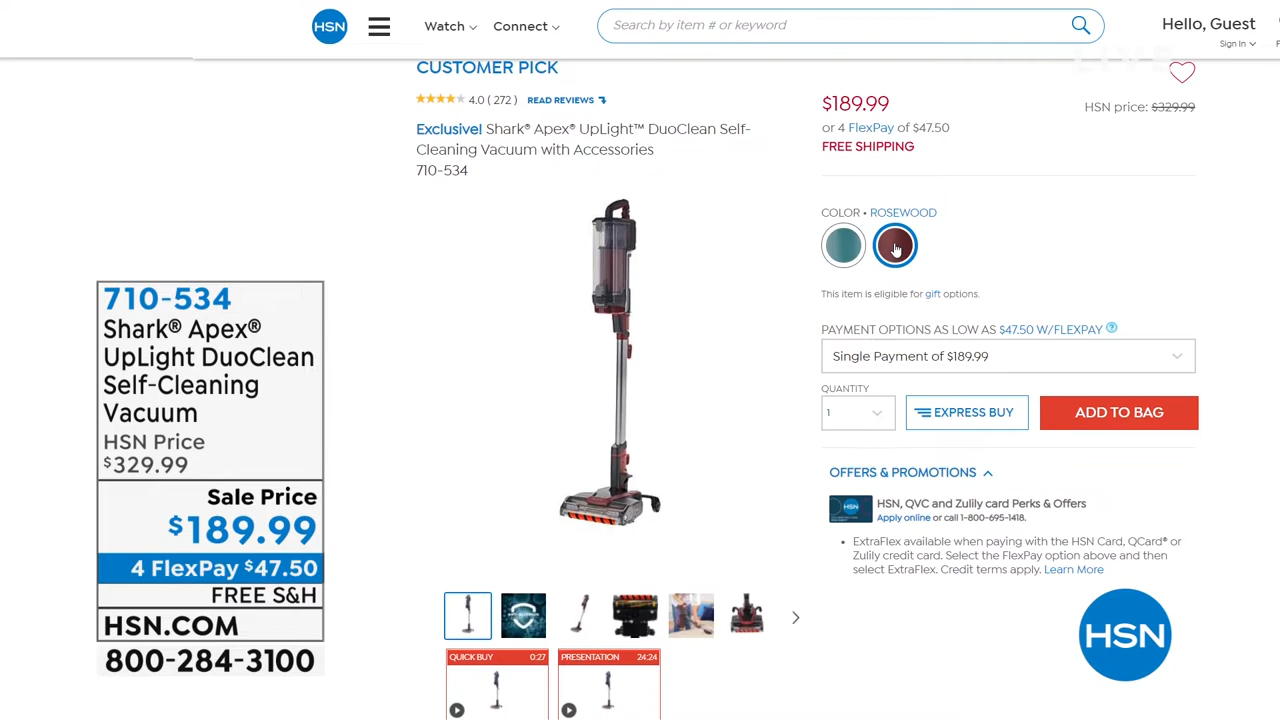 HSN
Watch
Connect
Search by item # or keyword
Hello, Guest
Sign In
LIVE
CUSTOMER PICK
4.0 ( 272 ) READ REVIEWS
Exclusive! Shark® Apex® UpLight™ DuoClean Self-
Cleaning Vacuum with Accessories
710-534
$189.99
HSN price: $329.99
or 4 FlexPay of $47.50
FREE SHIPPING
COLOR • ROSEWOOD
This item is eligible for gift options.
PAYMENT OPTIONS AS LOW AS $47.50 W/FLEXPAY ?
Single Payment of $189.99
QUANTITY
1
EXPRESS BUY
ADD TO BAG
OFFERS & PROMOTIONS
HSN
HSN, QVC and Zulily card Perks & Offers
Apply online or call 1-800-695-1418.
• ExtraFlex available when paying with the HSN Card, QCard® or
Zulily credit card. Select the FlexPay option above and then
select ExtraFlex. Credit terms apply. Learn More
QUICK BUY 0:27
PRESENTATION 24:24
710-534
Shark® Apex®
UpLight DuoClean
Self-Cleaning
Vacuum
HSN Price
$329.99
Sale Price
$189.99
4 FlexPay $47.50
FREE S&H
HSN.COM
800-284-3100
HSN